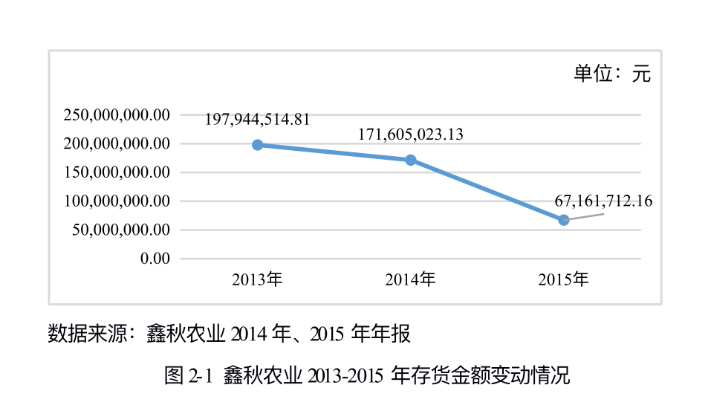 单位：元
250,000,000.00
200,000,000.00
150,000,000.00
100,000,000.00
50,000,000.00
0.00
197,944,514.81
171,605,023.13
67,161,712.16
2013年
2014年
2015年
数据来源：鑫秋农业 2014 年、2015 年年报
图 2-1 鑫秋农业 2013-2015 年存货金额变动情况